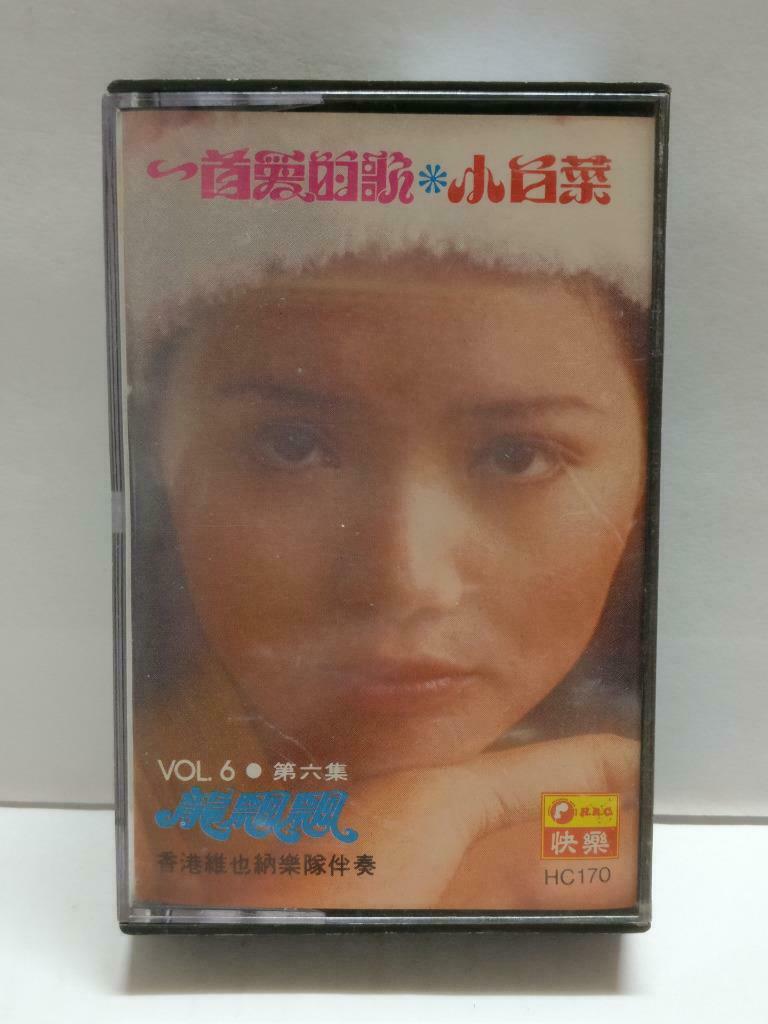 一首愛的歌*小白菜
VOL. 6 ● 第六集
龍飄飄
香港維也納樂隊伴奏
H.R.C.
快樂
HC170